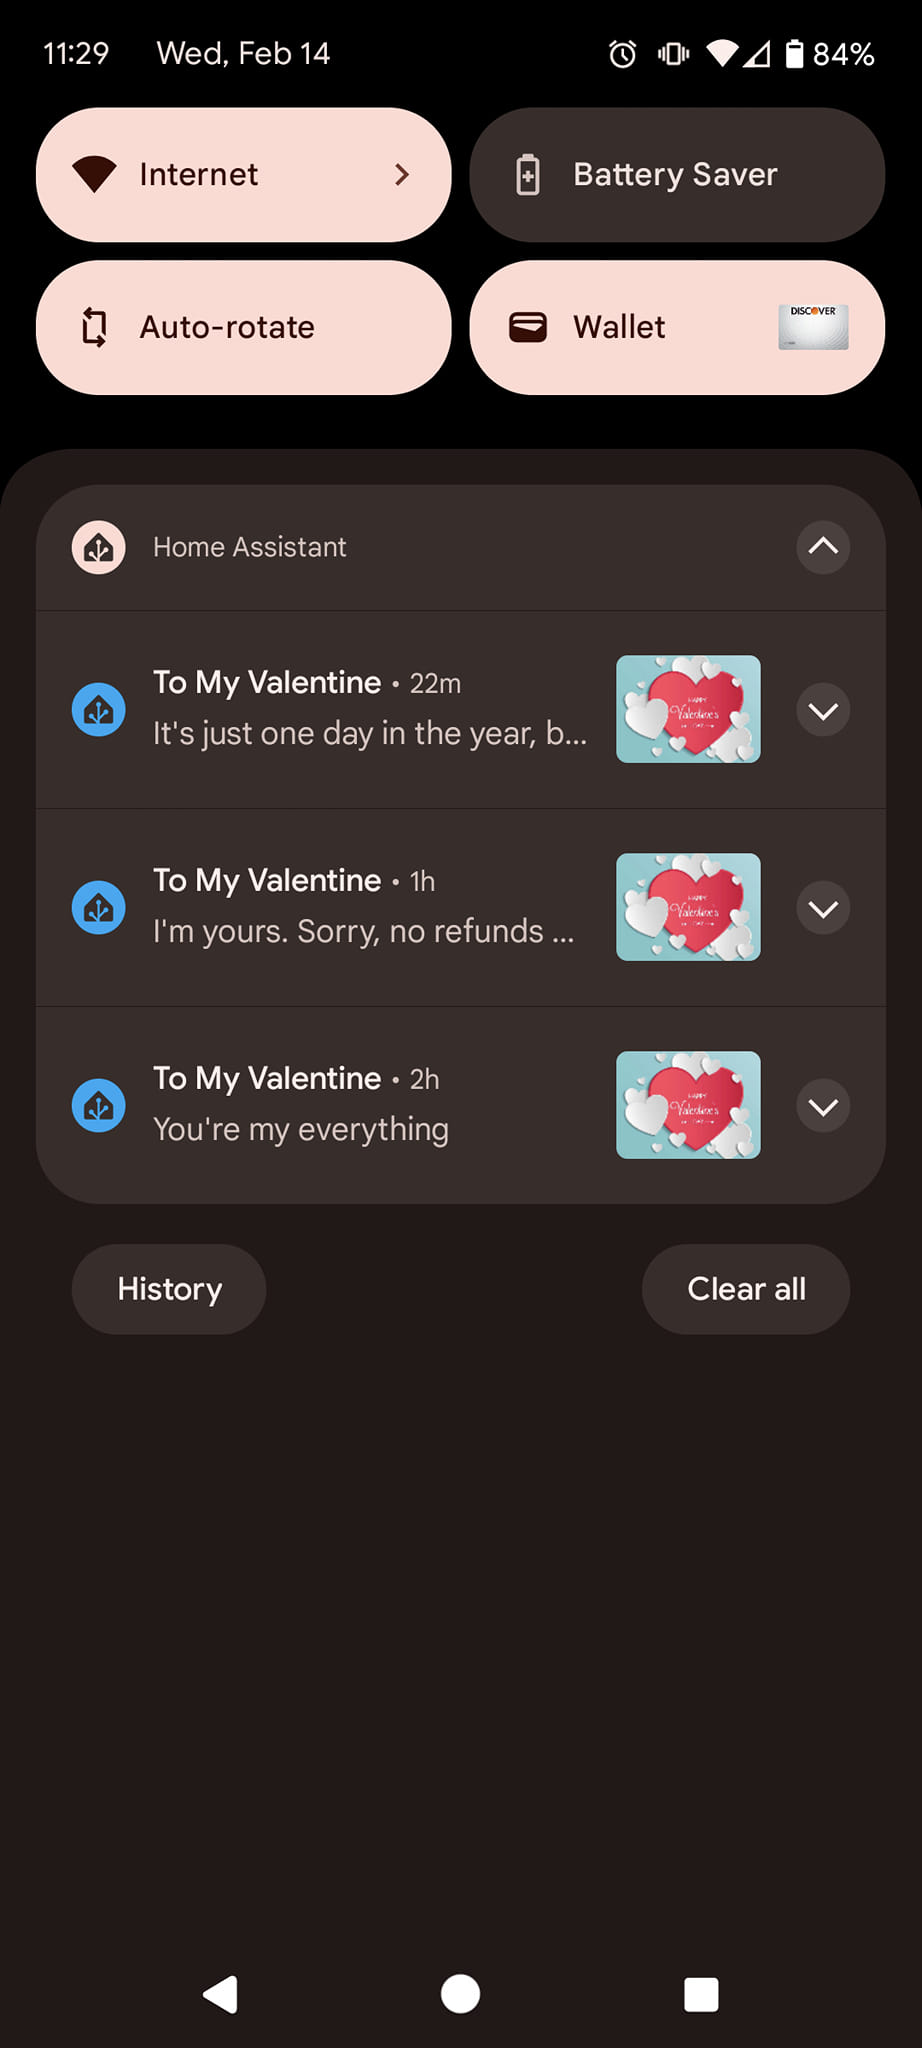 11:29 Wed, Feb 14 84%
Internet
Battery Saver
Auto-rotate
Wallet
DISCOVER
Home Assistant
To My Valentine • 22m
It's just one day in the year, b...
HAPPY
Valentine's
To My Valentine • 1h
I'm yours. Sorry, no refunds ...
HAPPY
Valentine's
To My Valentine • 2h
You're my everything
HAPPY
Valentine's
History
Clear all